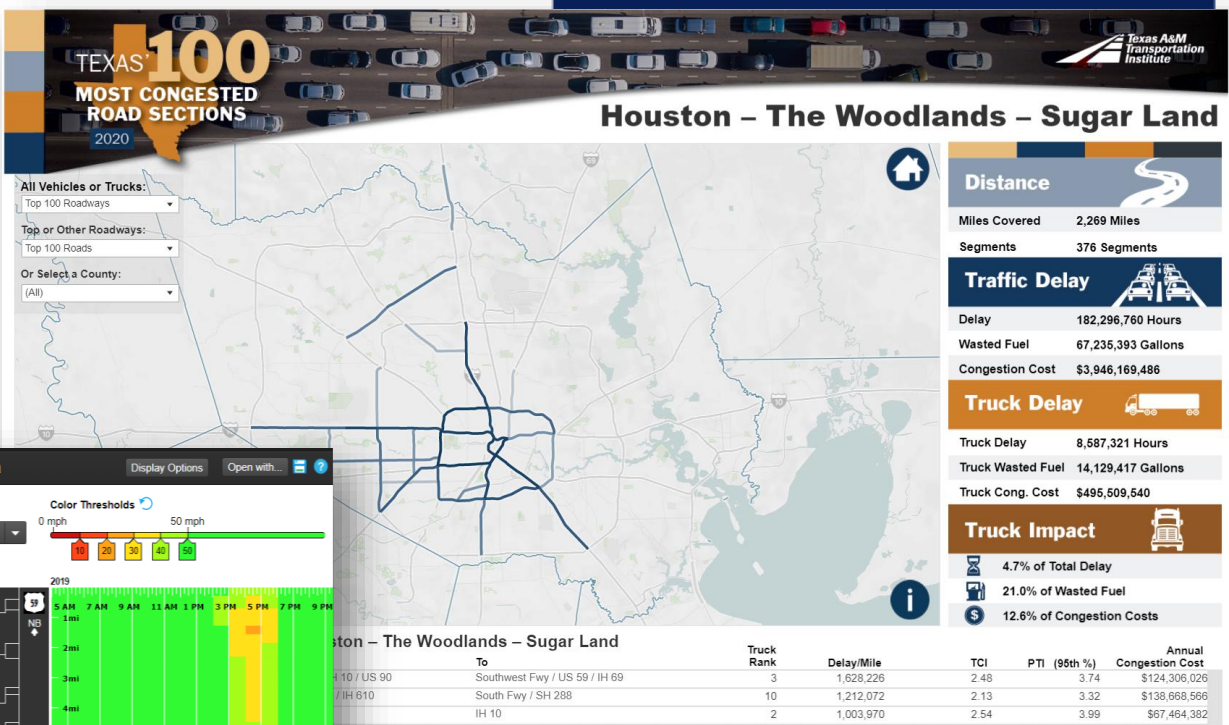 TEXAS' 100
MOST CONGESTED
ROAD SECTIONS
2020
Texas A&M
Transportation
Institute
Houston – The Woodlands – Sugar Land
All Vehicles or Trucks:
Top 100 Roadways
Top or Other Roadways:
Top 100 Roads
Or Select a County:
(All)
69
10
10
Distance
Miles Covered 2,269 Miles
Segments 376 Segments
Traffic Delay
Delay 182,296,760 Hours
Wasted Fuel 67,235,393 Gallons
Congestion Cost $3,946,169,486
Truck Delay
Truck Delay 8,587,321 Hours
Truck Wasted Fuel 14,129,417 Gallons
Truck Cong. Cost $495,509,540
Truck Impact
4.7% of Total Delay
21.0% of Wasted Fuel
$ 12.6% of Congestion Costs
i
Display Options Open with... ?
Color Thresholds
0 mph 50 mph
10 20 30 40 50
2019
59
NB
5 AM 7 AM 9 AM 11 AM 1 PM 3 PM 5 PM 7 PM 9 PM
1mi
2mi
3mi
4mi
– The Woodlands – Sugar Land
To Truck Rank Delay/Mile TCI PTI (95th %) Annual Congestion Cost
10 / US 90 Southwest Fwy / US 59 / IH 69 3 1,628,226 2.48 3.74 $124,306,026
/ IH 610 South Fwy / SH 288 10 1,212,072 2.13 3.32 $138,668,566
IH 10 2 1,003,970 2.54 3.99 $67,464,382